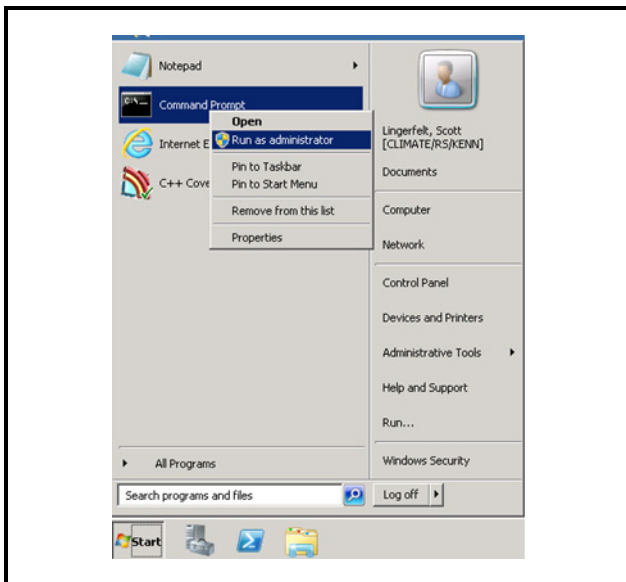 Notepad
C:\
Command Prompt
Internet E
C++ Cove
Open
Run as administrator
Pin to Taskbar
Pin to Start Menu
Remove from this list
Properties
All Programs
Search programs and files
Lingerfelt, Scott
[CLIMATE/RS/KENN]
Documents
Computer
Network
Control Panel
Devices and Printers
Administrative Tools
Help and Support
Run...
Windows Security
Log off
Start